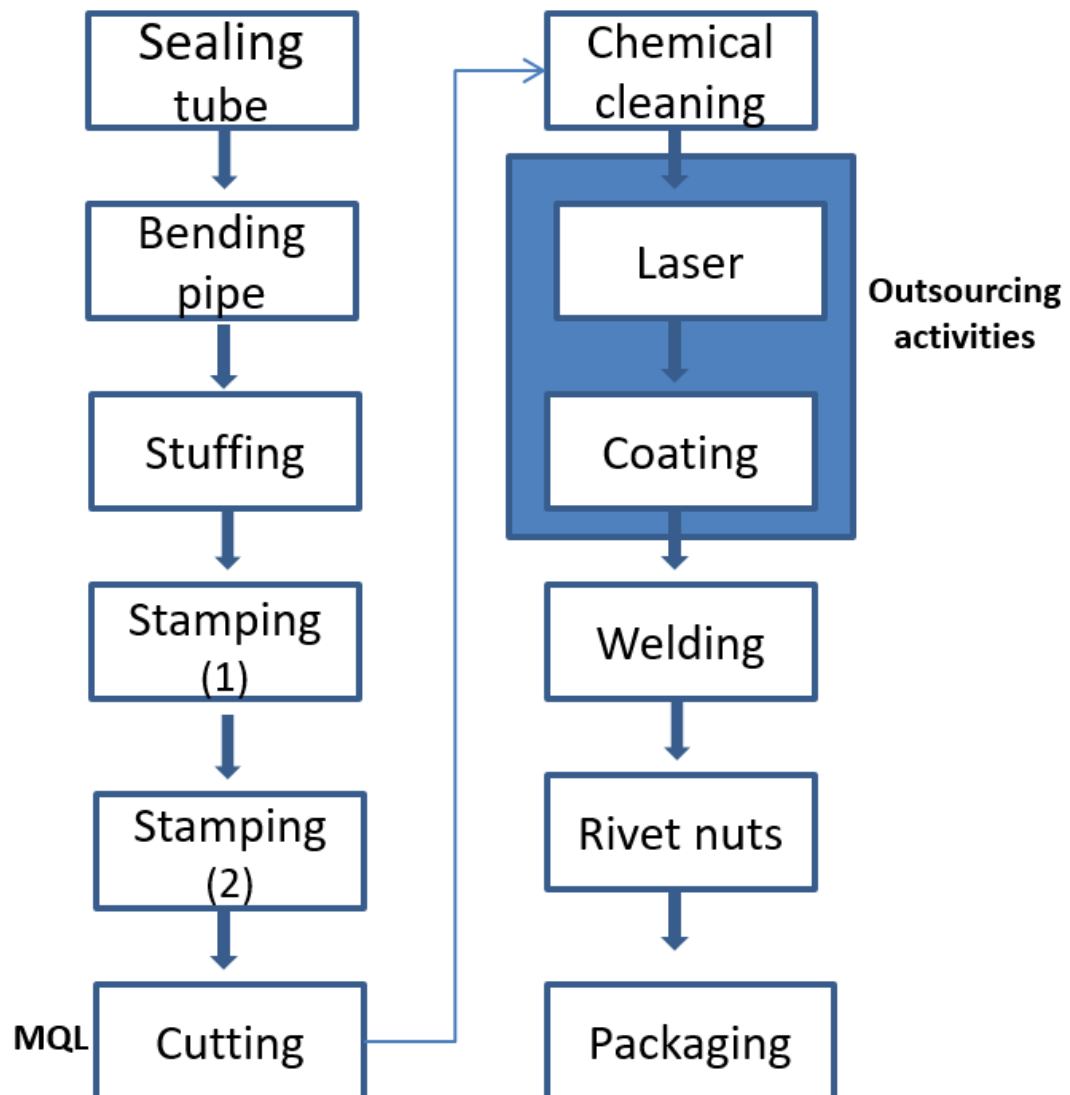 Sealing
tube
Bending
pipe
Stuffing
Stamping
(1)
Stamping
(2)
MQL
Cutting
Chemical
cleaning
Laser
Outsourcing
activities
Coating
Welding
Rivet nuts
Packaging